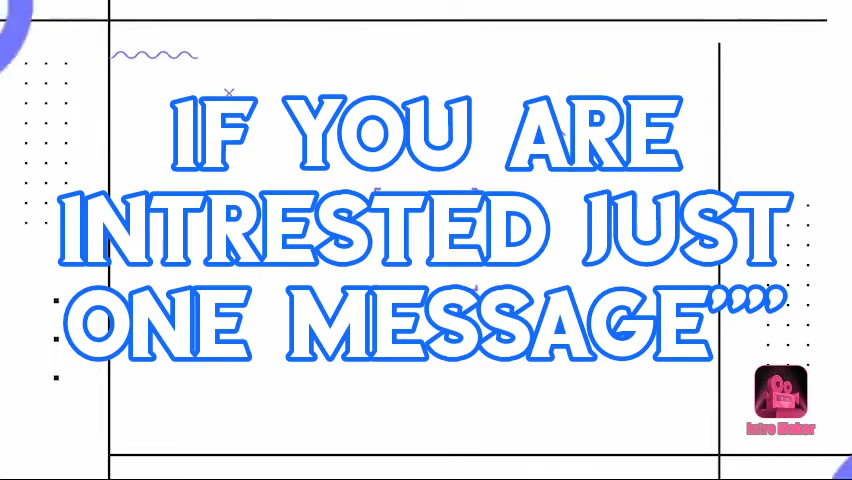 IF YOU ARE
INTRESTED JUST
ONE MESSAGE””
Intro Maker